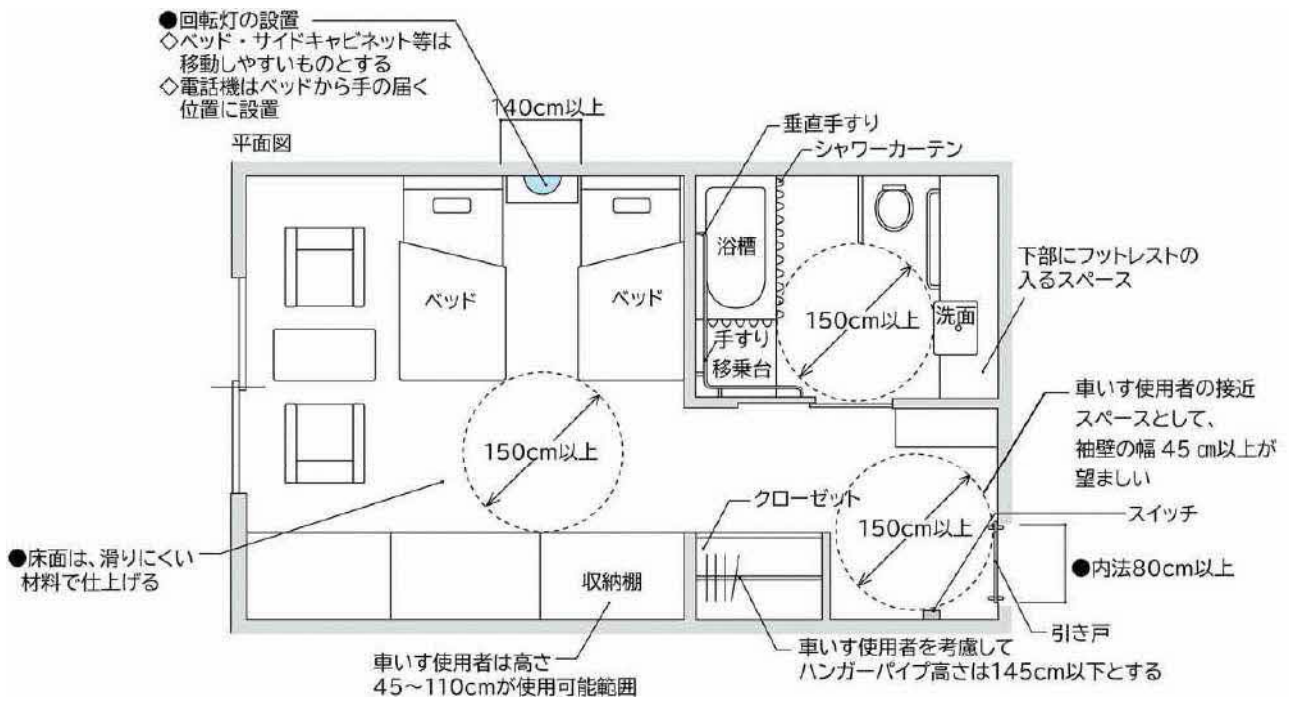 ●回転灯の設置
◇ベッド・サイドキャビネット等は
移動しやすいものとする
◇電話機はベッドから手の届く
位置に設置
140cm以上
平面図
垂直手すり
シャワーカーテン
浴槽
下部にフットレストの
入るスペース
ベッド
ベッド
150cm以上
洗面
手すり
移乗台
車いす使用者の接近
スペースとして、
袖壁の幅 45 ㎝以上が
望ましい
150cm以上
クローゼット
150cm以上
スイッチ
●床面は、滑りにくい
材料で仕上げる
収納棚
●内法80cm以上
引き戸
車いす使用者は高さ
45～110cmが使用可能範囲
車いす使用者を考慮して
ハンガーパイプ高さは145cm以下とする